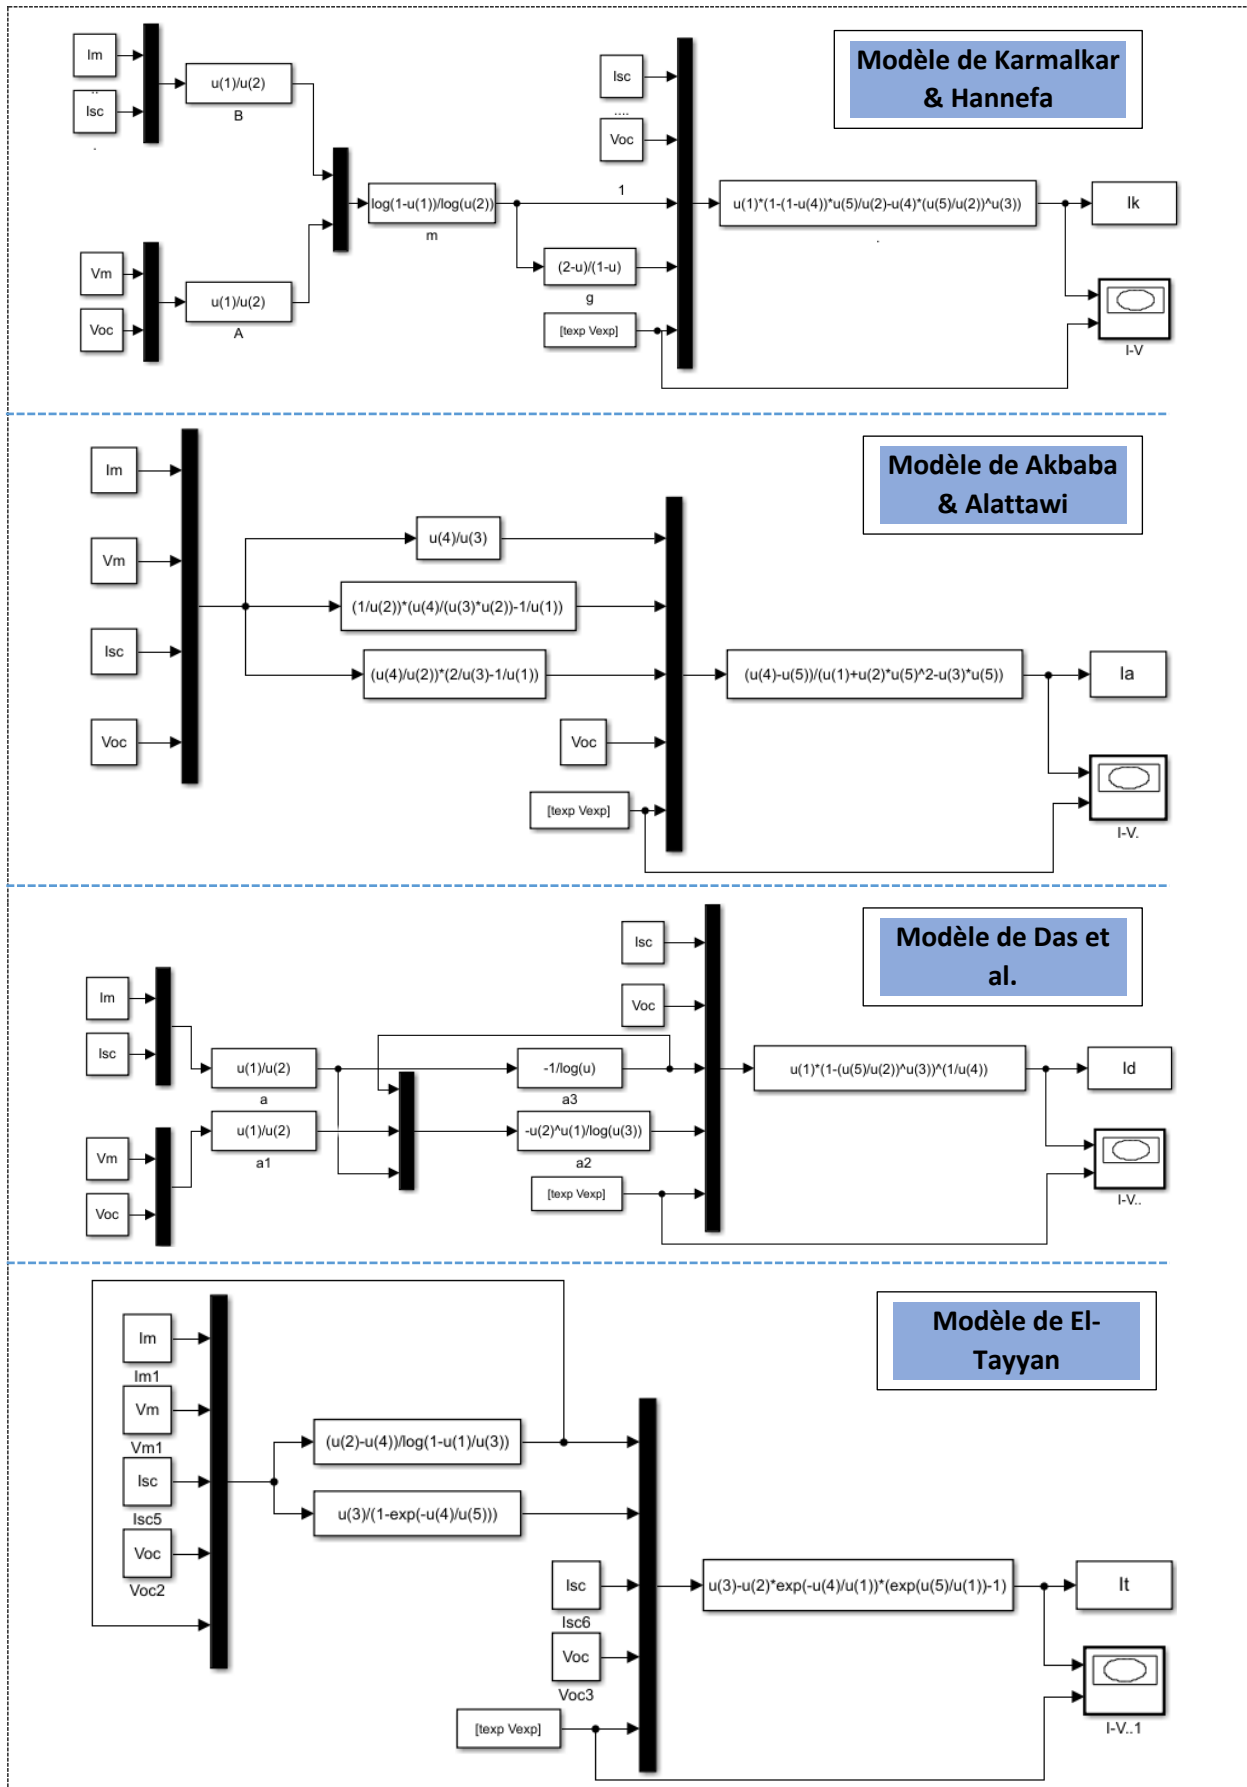 Modèle de Karmalkar
& Hannefa
Im
..
Isc
.
u(1)/u(2)
B
Vm
Voc
u(1)/u(2)
A
log(1-u(1))/log(u(2))
m
Isc
....
Voc
1
(2-u)/(1-u)
g
[texp Vexp]
u(1)*(1-(1-u(4))*u(5)/u(2)-u(4)*(u(5)/u(2))^u(3))
.
Ik
I-V
Modèle de Akbaba
& Alattawi
Im
Vm
Isc
Voc
u(4)/u(3)
(1/u(2))*(u(4)/(u(3)*u(2))-1/u(1))
(u(4)/u(2))*(2/u(3)-1/u(1))
Voc
[texp Vexp]
(u(4)-u(5))/(u(1)+u(2)*u(5)^2-u(3)*u(5))
Ia
I-V.
Modèle de Das et
al.
Im
Isc
u(1)/u(2)
a
Vm
Voc
u(1)/u(2)
a1
-1/log(u)
a3
-u(2)^u(1)/log(u(3))
a2
Isc
Voc
[texp Vexp]
u(1)*(1-(u(5)/u(2))^u(3))^(1/u(4))
Id
I-V..
Modèle de El-
Tayyan
Im
Im1
Vm
Vm1
Isc
Isc5
Voc
Voc2
(u(2)-u(4))/log(1-u(1)/u(3))
u(3)/(1-exp(-u(4)/u(5)))
Isc
Isc6
Voc
Voc3
[texp Vexp]
u(3)-u(2)*exp(-u(4)/u(1))*(exp(u(5)/u(1))-1)
It
I-V..1